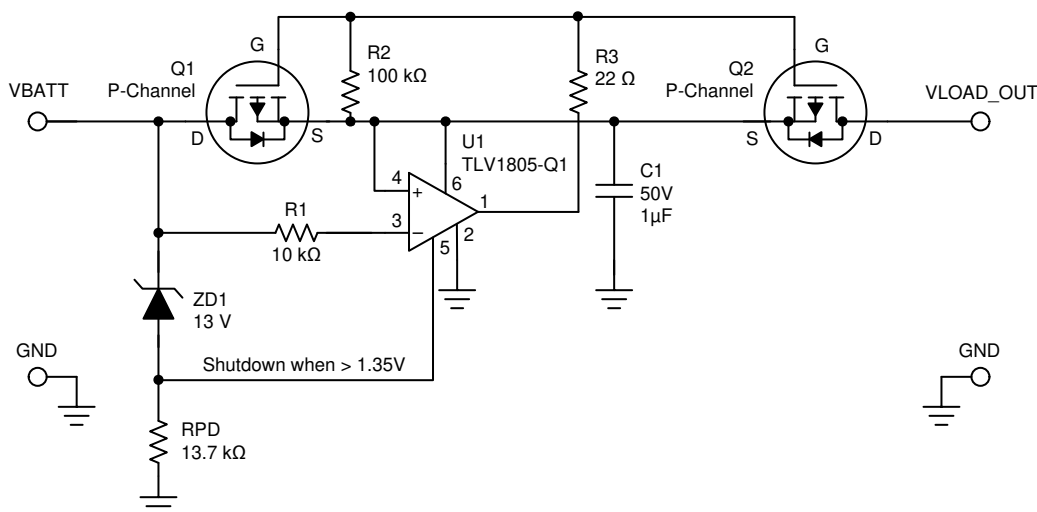 G
Q1
P-Channel
VBATT
D
S
R2
100 kΩ
R3
22 Ω
G
Q2
P-Channel
VLOAD_OUT
S
D
U1
TLV1805-Q1
4
+
6
1
3
−
5
2
R1
10 kΩ
C1
50V
1µF
ZD1
13 V
Shutdown when > 1.35V
GND
GND
RPD
13.7 kΩ